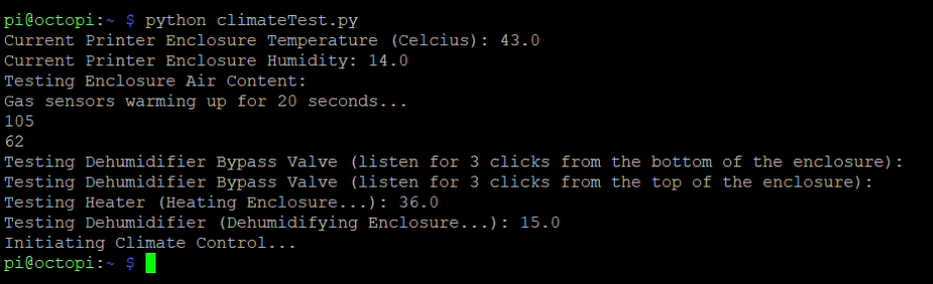 pi@octopi:~ $ python climateTest.py
Current Printer Enclosure Temperature (Celcius): 43.0
Current Printer Enclosure Humidity: 14.0
Testing Enclosure Air Content:
Gas sensors warming up for 20 seconds...
105
62
Testing Dehumidifier Bypass Valve (listen for 3 clicks from the bottom of the enclosure):
Testing Dehumidifier Bypass Valve (listen for 3 clicks from the top of the enclosure):
Testing Heater (Heating Enclosure...): 36.0
Testing Dehumidifier (Dehumidifying Enclosure...): 15.0
Initiating Climate Control...
pi@octopi:~ $